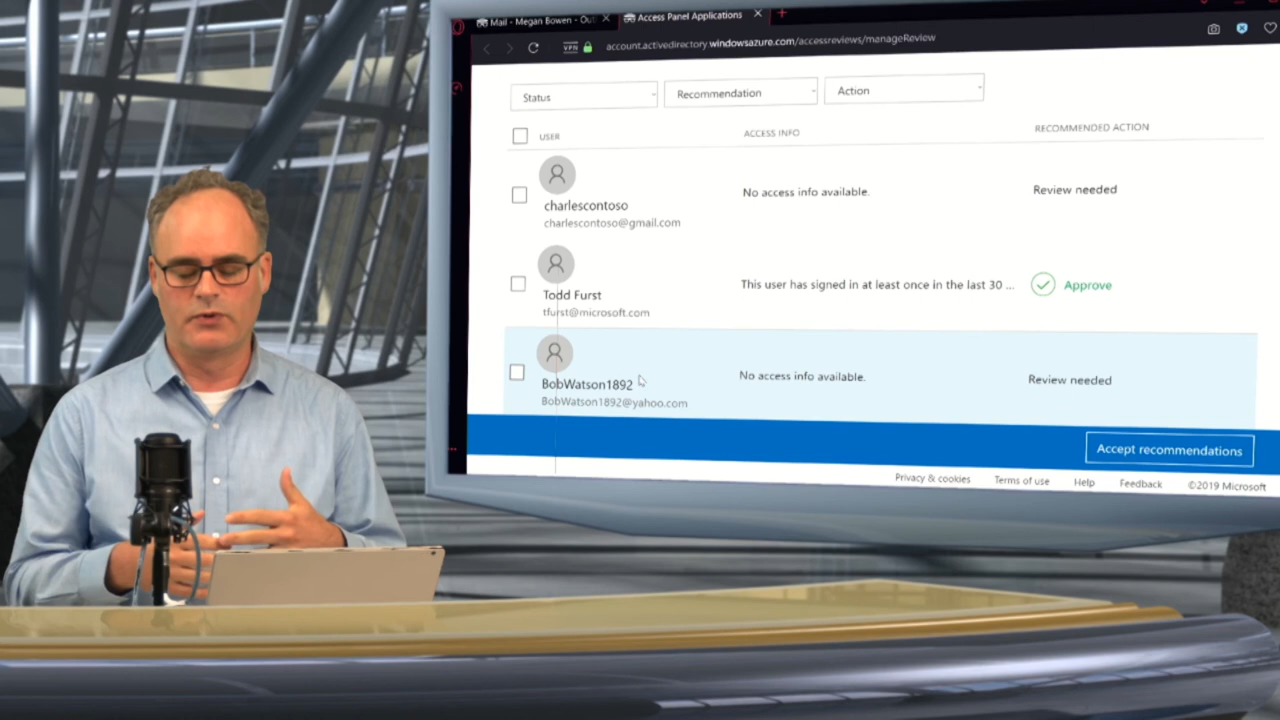 Mail - Megan Bowen - Out
Access Panel Applications
VPN account.activedirectory.windowsazure.com/accessreviews/manageReview
Status Recommendation Action
USER ACCESS INFO RECOMMENDED ACTION
charlescontoso
charlescontoso@gmail.com
No access info available.
Review needed
Todd Furst
tfurst@microsoft.com
This user has signed in at least once in the last 30 ...
Approve
BobWatson1892
BobWatson1892@yahoo.com
No access info available.
Review needed
Accept recommendations
Privacy & cookies Terms of use Help Feedback ©2019 Microsoft